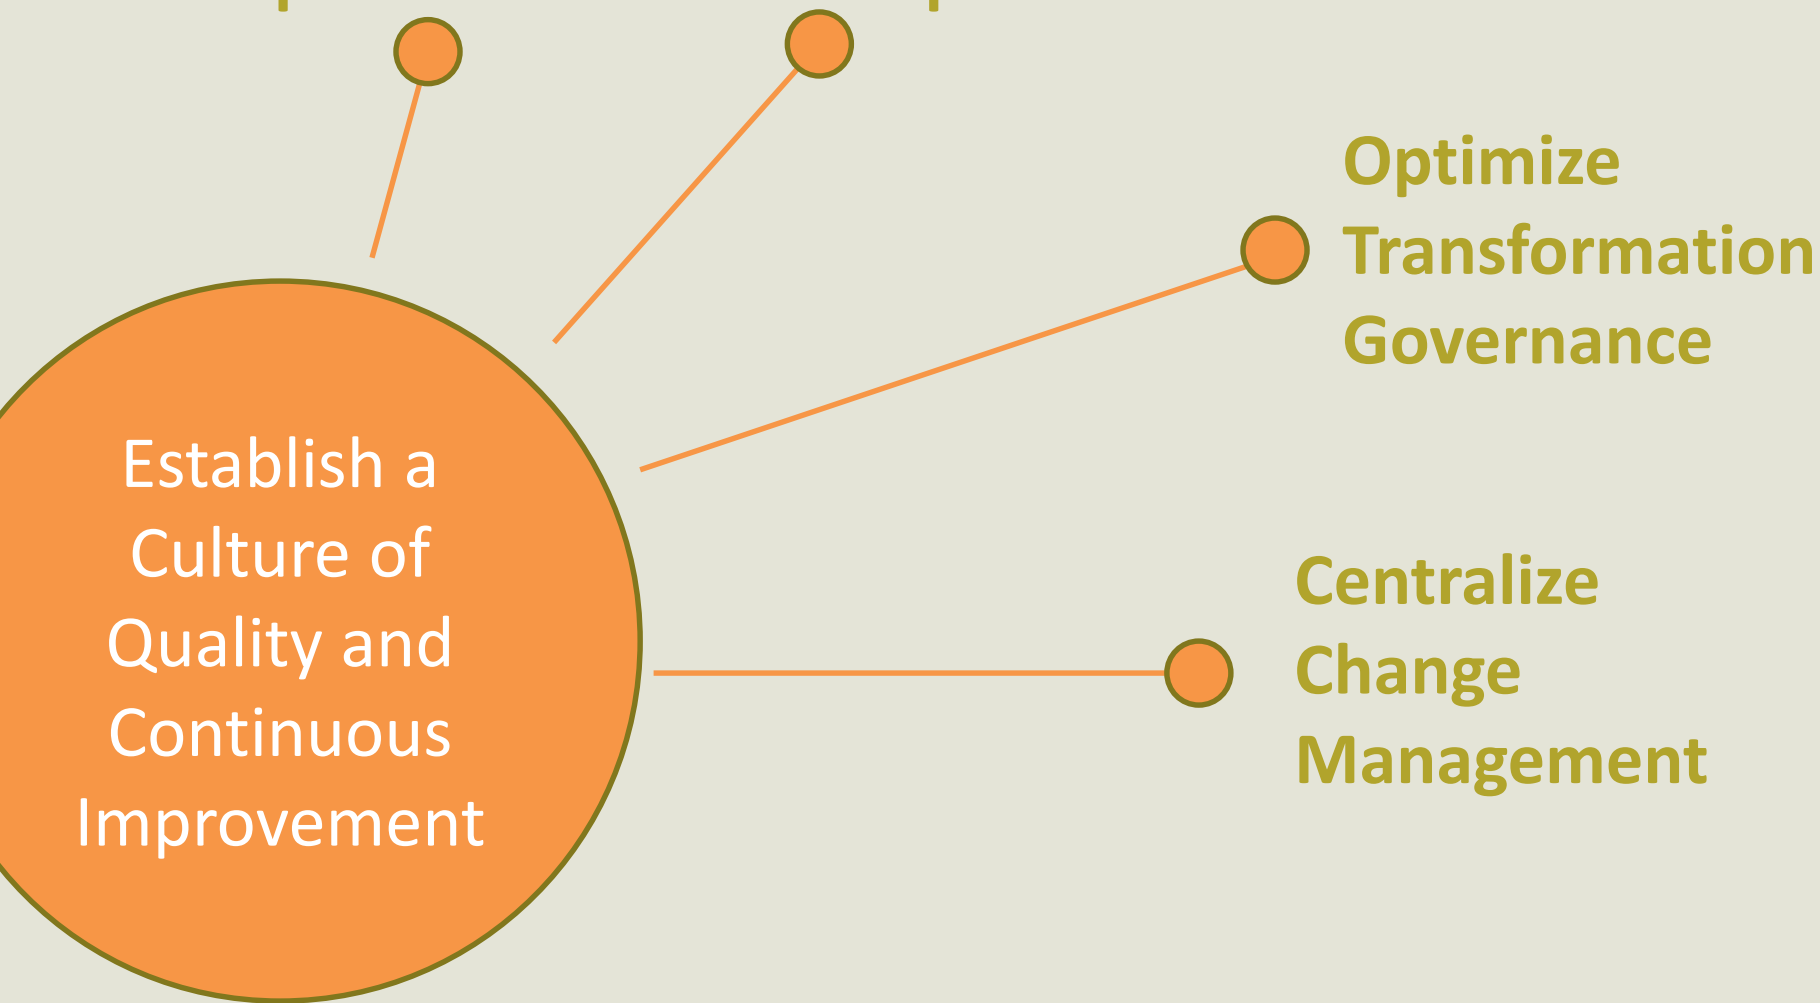 Optimize
Transformation
Governance
Establish a
Culture of
Quality and
Continuous
Improvement
Centralize
Change
Management